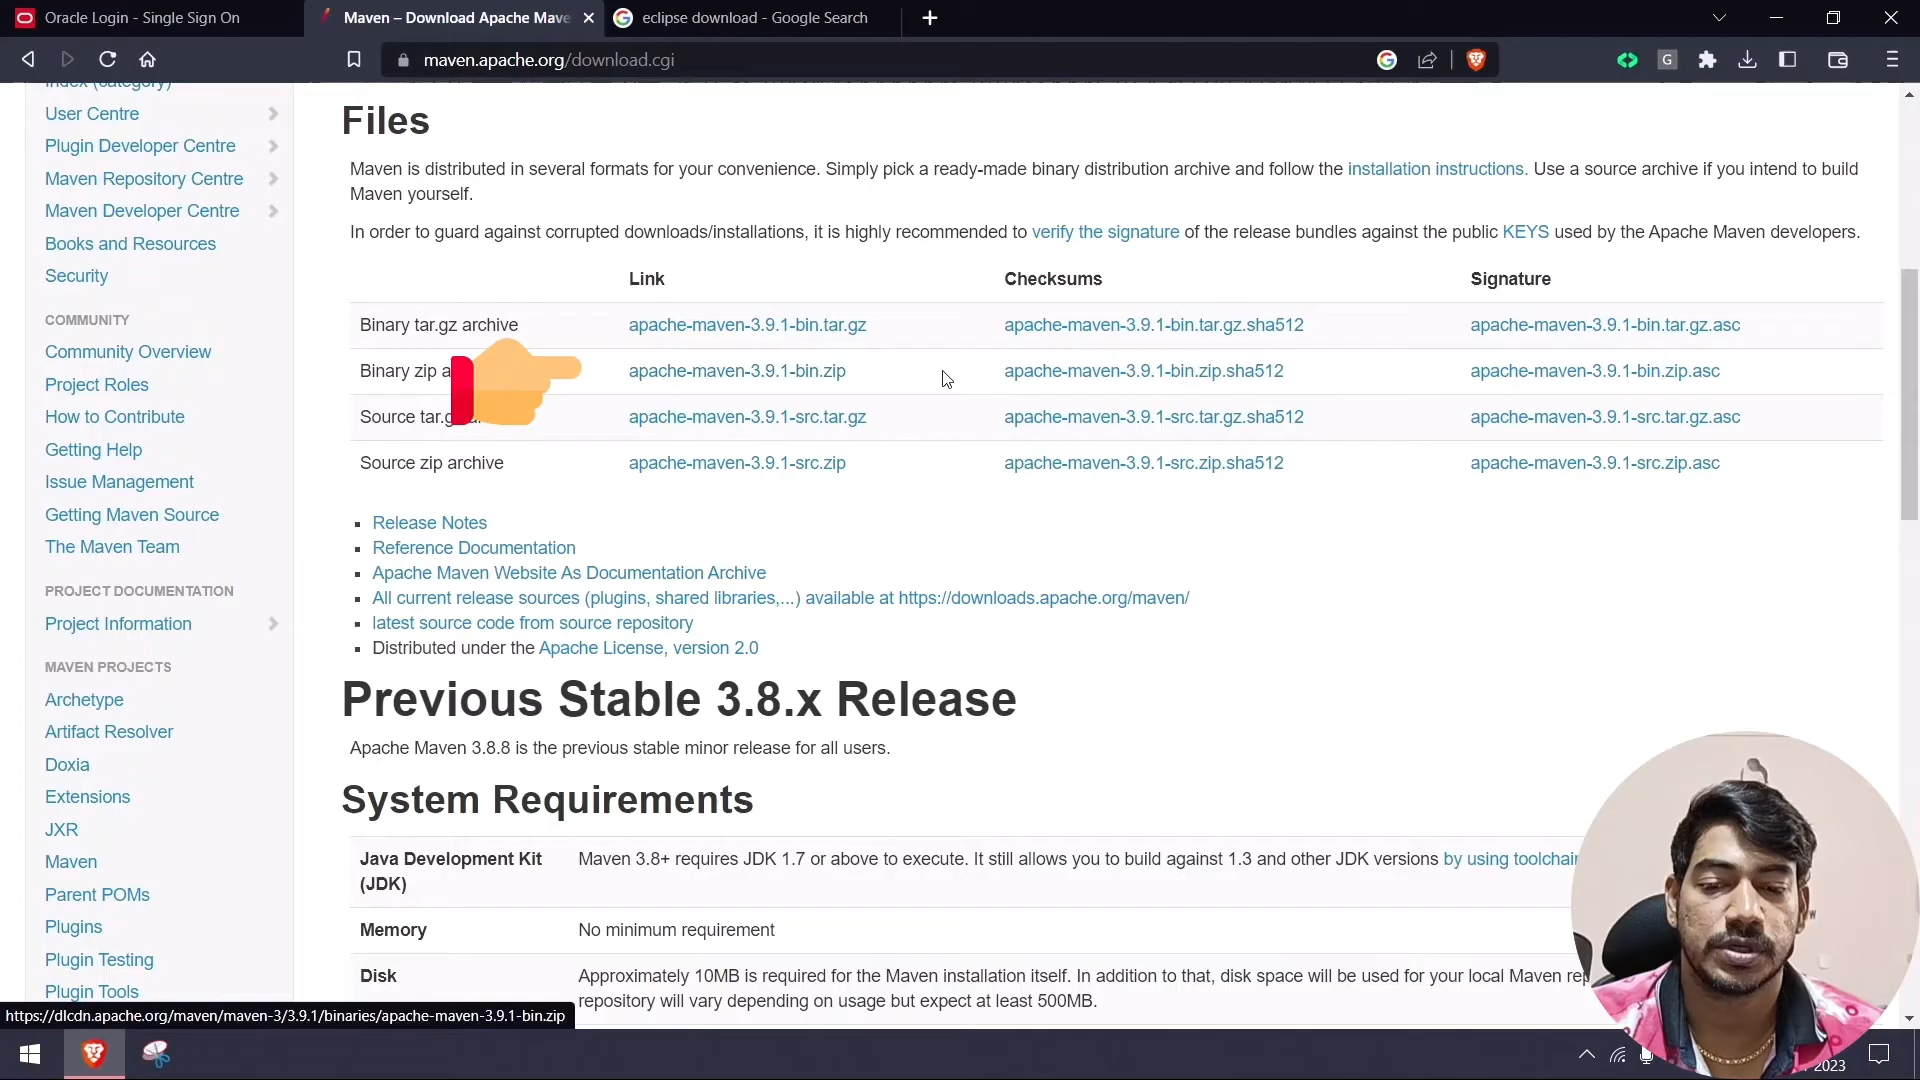 Oracle Login - Single Sign On
Maven – Download Apache Mave
eclipse download - Google Search
maven.apache.org/download.cgi
G
Index (category)
User Centre
Plugin Developer Centre
Maven Repository Centre
Maven Developer Centre
Books and Resources
Security
COMMUNITY
Community Overview
Project Roles
How to Contribute
Getting Help
Issue Management
Getting Maven Source
The Maven Team
PROJECT DOCUMENTATION
Project Information
MAVEN PROJECTS
Archetype
Artifact Resolver
Doxia
Extensions
JXR
Maven
Parent POMs
Plugins
Plugin Testing
Plugin Tools
Files
Maven is distributed in several formats for your convenience. Simply pick a ready-made binary distribution archive and follow the installation instructions. Use a source archive if you intend to build
Maven yourself.
In order to guard against corrupted downloads/installations, it is highly recommended to verify the signature of the release bundles against the public KEYS used by the Apache Maven developers.
Link Checksums Signature
Binary tar.gz archive apache-maven-3.9.1-bin.tar.gz apache-maven-3.9.1-bin.tar.gz.sha512 apache-maven-3.9.1-bin.tar.gz.asc
Binary zip a apache-maven-3.9.1-bin.zip apache-maven-3.9.1-bin.zip.sha512 apache-maven-3.9.1-bin.zip.asc
Source tar.g apache-maven-3.9.1-src.tar.gz apache-maven-3.9.1-src.tar.gz.sha512 apache-maven-3.9.1-src.tar.gz.asc
Source zip archive apache-maven-3.9.1-src.zip apache-maven-3.9.1-src.zip.sha512 apache-maven-3.9.1-src.zip.asc
Release Notes
Reference Documentation
Apache Maven Website As Documentation Archive
All current release sources (plugins, shared libraries,...) available at https://downloads.apache.org/maven/
latest source code from source repository
Distributed under the Apache License, version 2.0
Previous Stable 3.8.x Release
Apache Maven 3.8.8 is the previous stable minor release for all users.
System Requirements
Java Development Kit Maven 3.8+ requires JDK 1.7 or above to execute. It still allows you to build against 1.3 and other JDK versions by using toolchain
(JDK)
Memory No minimum requirement
Disk Approximately 10MB is required for the Maven installation itself. In addition to that, disk space will be used for your local Maven rep
repository will vary depending on usage but expect at least 500MB.
https://dlcdn.apache.org/maven/maven-3/3.9.1/binaries/apache-maven-3.9.1-bin.zip
2023